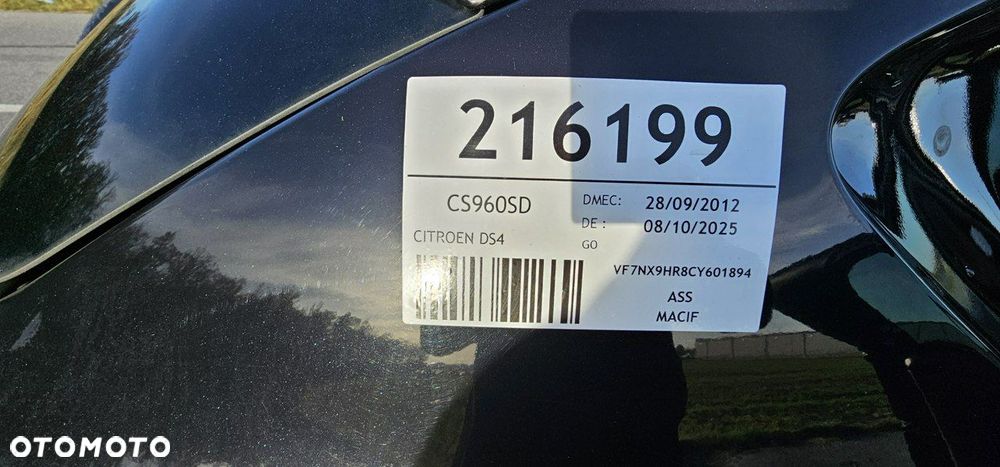 216199
CS960SD DMEC: 28/09/2012
DE : 08/10/2025
CITROEN DS4 GO
VF7NX9HR8CY601894
ASS
MACIF
OTOMOTO